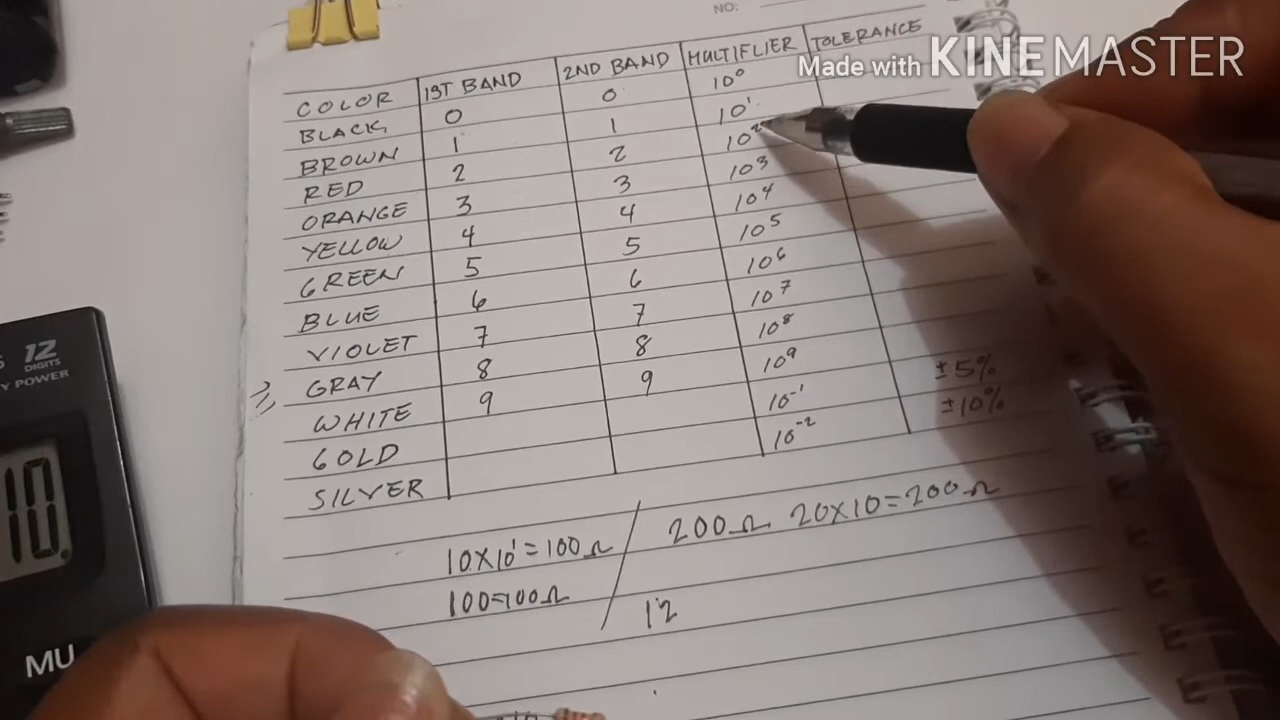 NO:
Made with KINEMASTER
COLOR 1ST BAND 2ND BAND MULTIFLIER TOLERANCE
BLACK 0 0 10⁰
BROWN 1 1 10¹
RED 2 2 10²
ORANGE 3 3 10³
YELLOW 4 4 10⁴
GREEN 5 5 10⁵
BLUE 6 6 10⁶
VIOLET 7 7 10⁷
GRAY 8 8 10⁸
WHITE 9 9 10⁹
GOLD 10⁻¹ ±5%
SILVER 10⁻² ±10%
10X10¹=100Ω / 200Ω 20X10=200Ω
100=100Ω 12
12
DIGITS
Y POWER
10.
MU